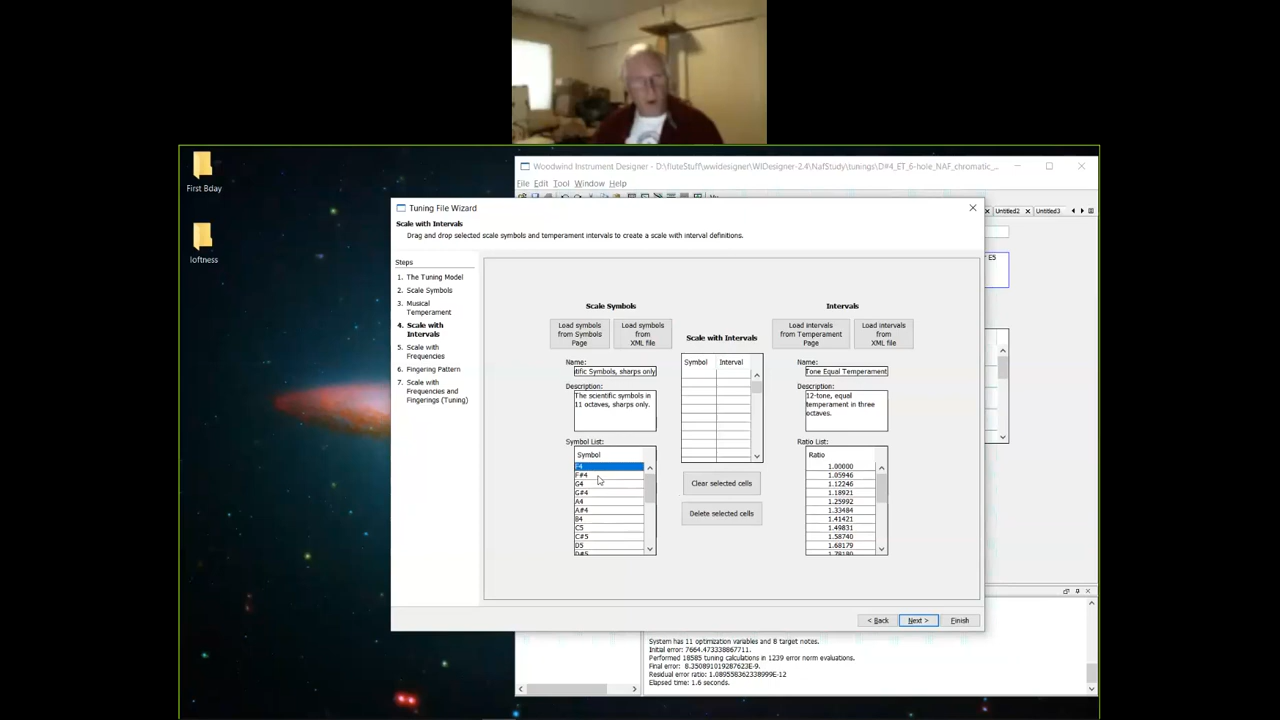 First Bday
loftness
Woodwind Instrument Designer - D:\fluteStuff\wwidesigner\WIDesigner-2.4\NafStudy\tunings\D#4_ET_6-hole_NAF_chromatic_...
File Edit Tool Window Help
Untitled2 Untitled3
E5
Tuning File Wizard
Scale with Intervals
Drag and drop selected scale symbols and temperament intervals to create a scale with interval definitions.
Steps
1. The Tuning Model
2. Scale Symbols
3. Musical
Temperament
4. Scale with
Intervals
5. Scale with
Frequencies
6. Fingering Pattern
7. Scale with
Frequencies and
Fingerings (Tuning)
Scale Symbols
Load symbols
from Symbols
Page
Load symbols
from
XML file
Name:
tific Symbols, sharps only
Description:
The scientific symbols in
11 octaves, sharps only.
Symbol List:
Symbol
F4
F#4
G4
G#4
A4
A#4
B4
C5
C#5
D5
D#5
Scale with Intervals
Symbol Interval
Clear selected cells
Delete selected cells
Intervals
Load intervals
from Temperament
Page
Load intervals
from
XML file
Name:
Tone Equal Temperament
Description:
12-tone, equal
temperament in three
octaves.
Ratio List:
Ratio
1.00000
1.05946
1.12246
1.18921
1.25992
1.33484
1.41421
1.49831
1.58740
1.68179
1.78180
< Back Next > Finish
System has 11 optimization variables and 8 target notes.
Initial error: 7664.473338867711.
Performed 18585 tuning calculations in 1239 error norm evaluations.
Final error: 8.350891019287623E-9.
Residual error ratio: 1.089558362338999E-12
Elapsed time: 1.6 seconds.